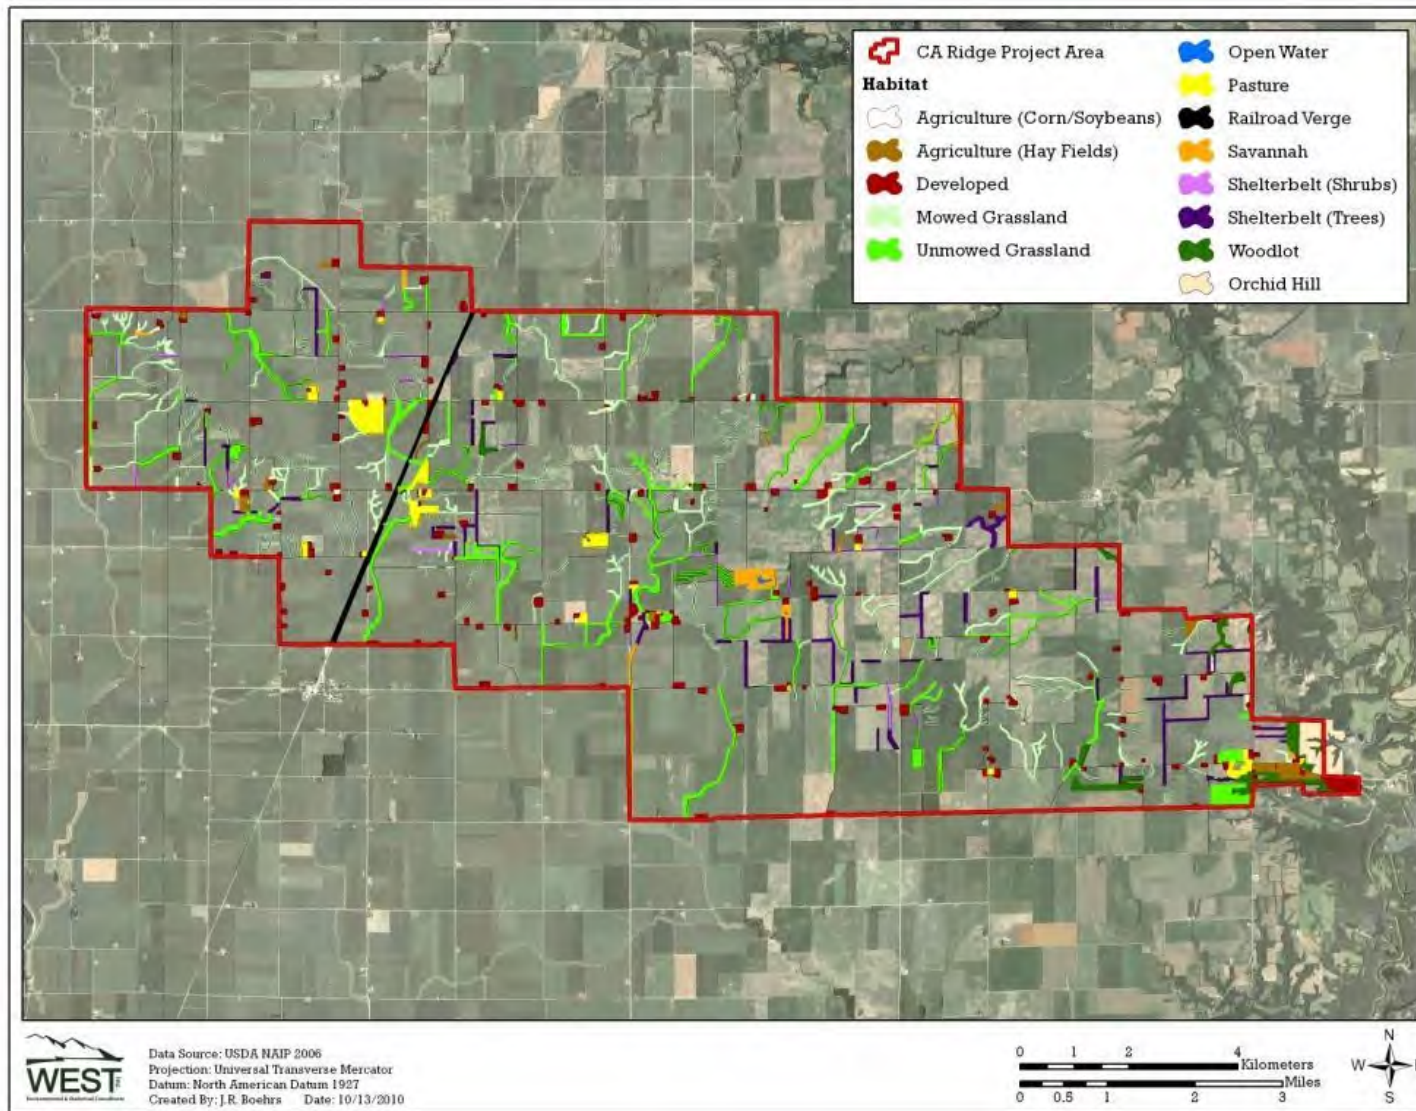 CA Ridge Project Area
Habitat
Agriculture (Corn/Soybeans)
Agriculture (Hay Fields)
Developed
Mowed Grassland
Unmowed Grassland
Open Water
Pasture
Railroad Verge
Savannah
Shelterbelt (Shrubs)
Shelterbelt (Trees)
Woodlot
Orchid Hill
WEST
Environmental & Statistical Consultants
Data Source: USDA NAIP 2006
Projection: Universal Transverse Mercator
Datum: North American Datum 1927
Created By: J.R. Boehrs Date: 10/13/2010
0 1 2 4
Kilometers
Miles
0 0.5 1 2 3
N
W
S